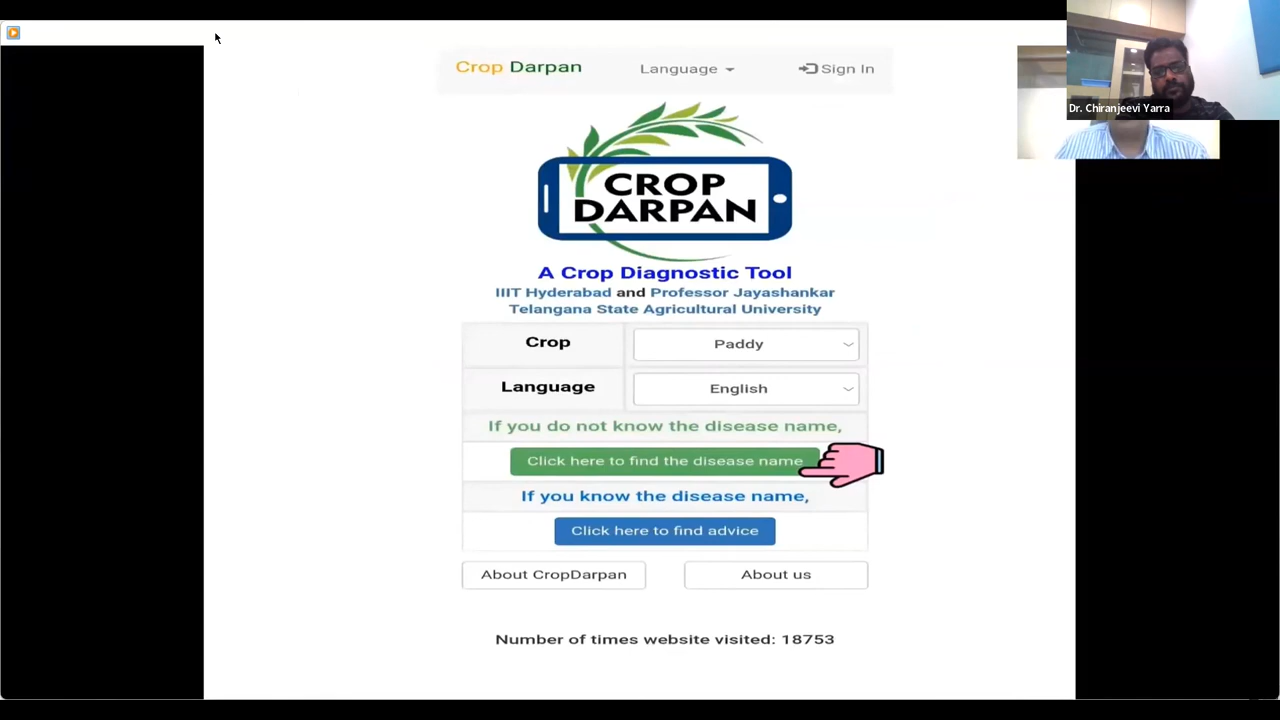 Crop Darpan Language Sign In
Dr. Chiranjeevi Yarra
CROP
DARPAN
A Crop Diagnostic Tool
IIIT Hyderabad and Professor Jayashankar
Telangana State Agricultural University
Crop Paddy
Language English
If you do not know the disease name,
Click here to find the disease name
If you know the disease name,
Click here to find advice
About CropDarpan About us
Number of times website visited: 18753